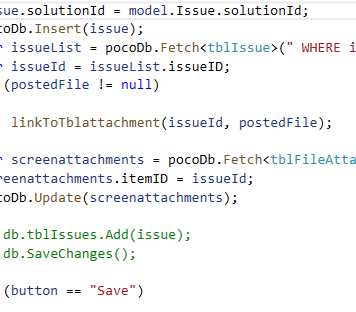 sue.solutionId = model.Issue.solutionId;
coDb.Insert(issue);
r issueList = pocoDb.Fetch<tblIssue>(" WHERE i
r issueId = issueList.issueID;
(postedFile != null)
linkToTblattachment(issueId, postedFile);
r screenattachments = pocoDb.Fetch<tblFileAtta
reenattachments.itemID = issueId;
coDb.Update(screenattachments);
db.tblIssues.Add(issue);
db.SaveChanges();
(button == "Save")